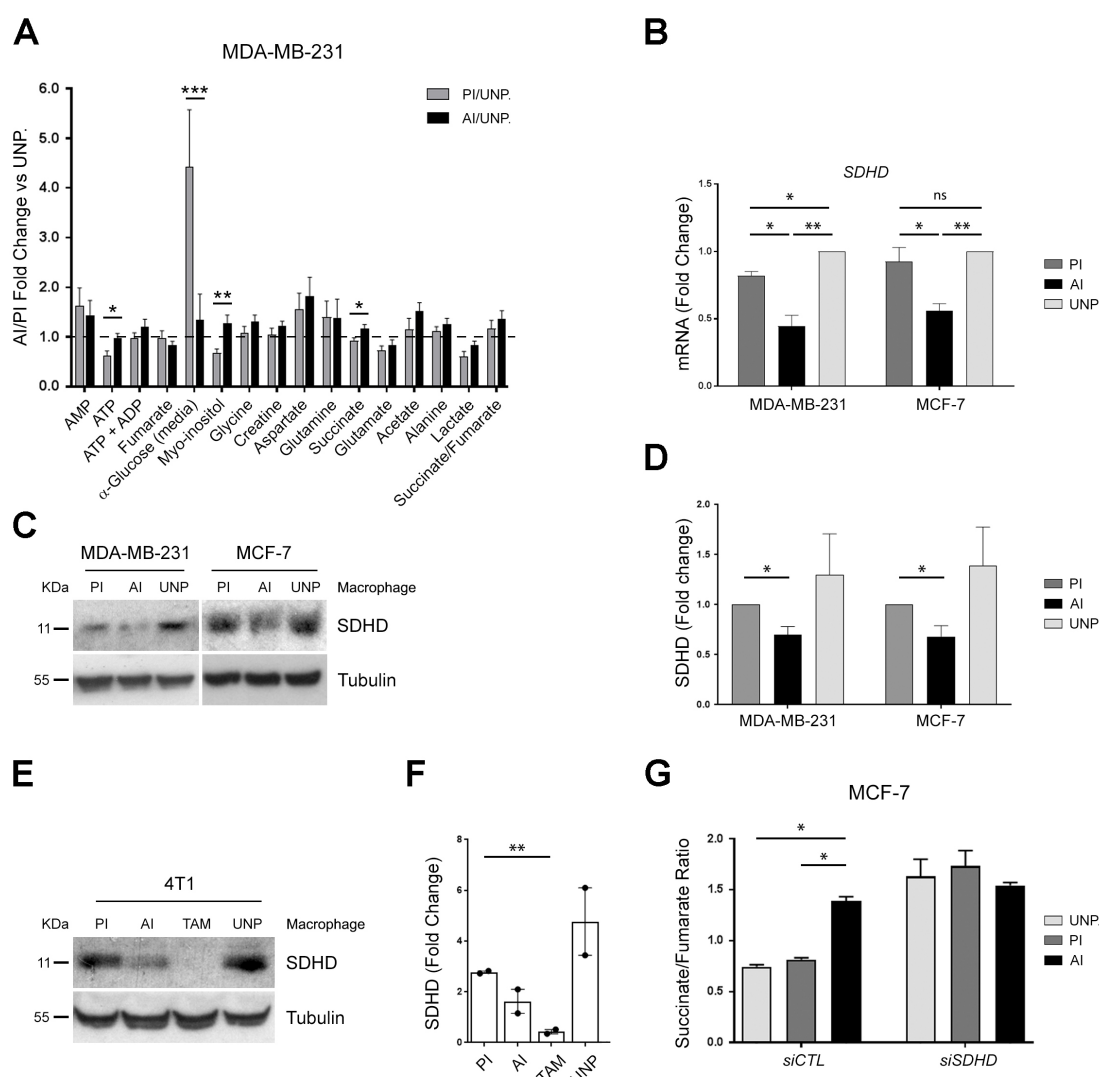 A
MDA-MB-231
AI/PI Fold Change vs UNP.
6.0
5.0
4.0
3.0
2.0
1.0
0.0
***
*
**
*
PI/UNP.
AI/UNP.
AMP
ATP
ATP + ADP
Fumarate
α-Glucose (media)
Myo-inositol
Glycine
Creatine
Aspartate
Glutamine
Succinate
Glutamate
Acetate
Alanine
Lactate
Succinate/Fumarate
B
SDHD
mRNA (Fold Change)
1.5
1.0
0.5
0.0
*
* **
ns
* **
PI
AI
UNP
MDA-MB-231 MCF-7
C
MDA-MB-231 MCF-7
KDa PI AI UNP PI AI UNP Macrophage
11 SDHD
55 Tubulin
D
SDHD (Fold change)
2.0
1.5
1.0
0.5
0.0
*
*
PI
AI
UNP
MDA-MB-231 MCF-7
E
4T1
KDa PI AI TAM UNP Macrophage
11 SDHD
55 Tubulin
F
SDHD (Fold Change)
8
6
4
2
0
**
PI
AI
TAM
UNP
G
MCF-7
Succinate/Fumarate Ratio
2.0
1.5
1.0
0.5
0.0
*
*
UNP.
PI
AI
siCTL siSDHD